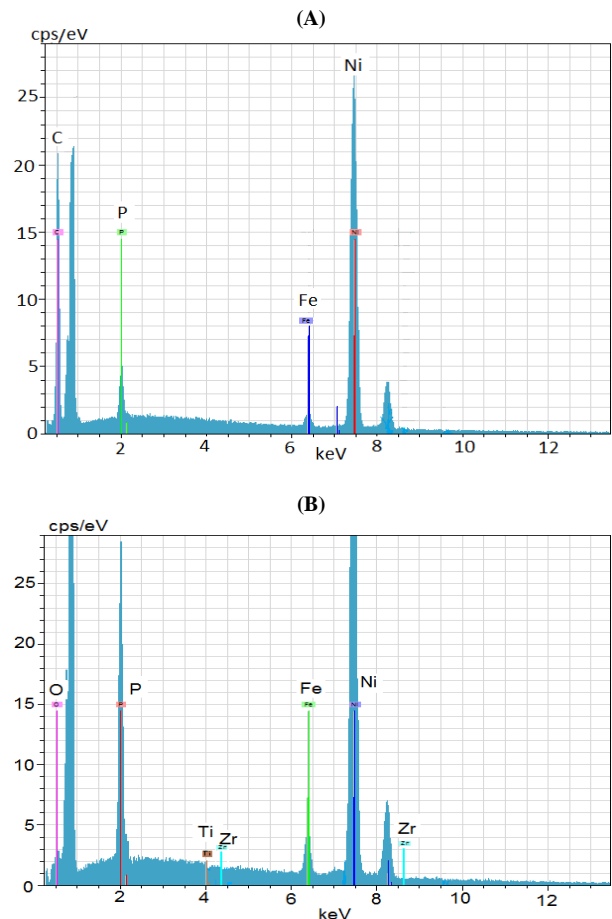 (A)
cps/eV
Ni
25
C
20
P
15
C P Ni
10
Fe
Fe
5
0
2 4 6 8 10 12
keV
(B)
cps/eV
25
20
O P Fe Ni
15
O P Fe Ni
10
5
Ti Zr Zr
Ti Zr Zr
0
2 4 6 8 10 12
keV